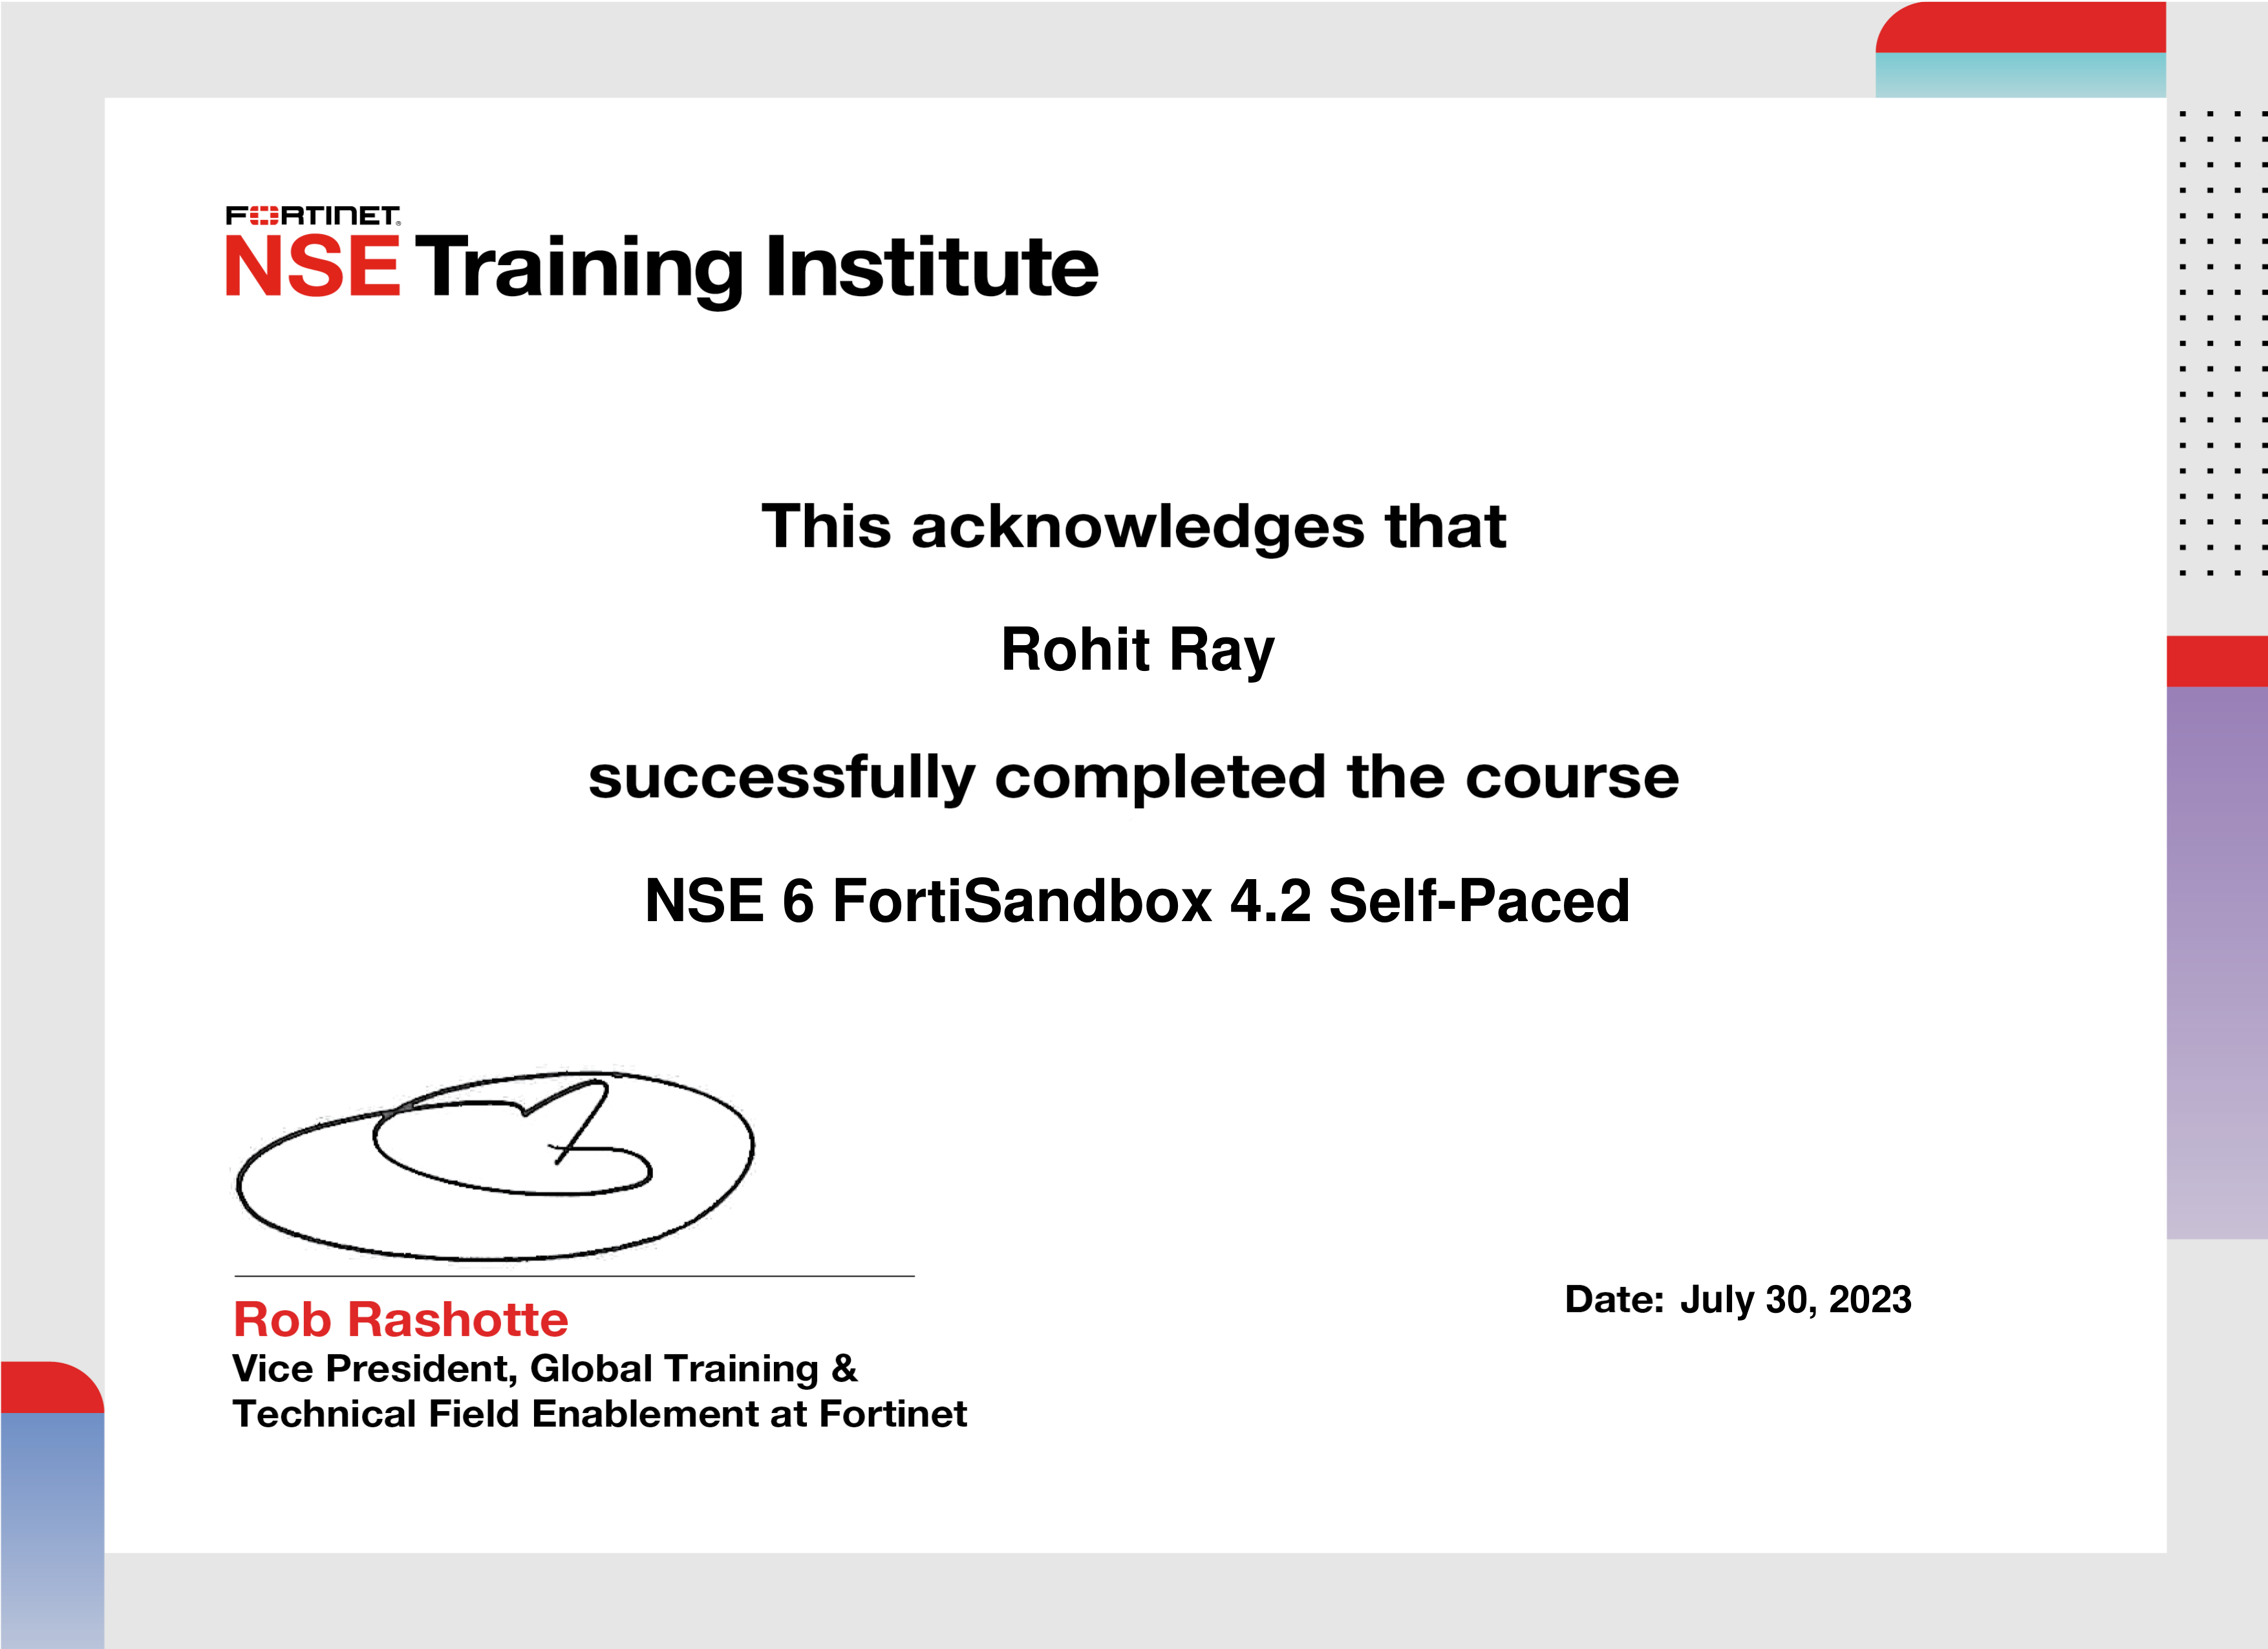 FORTINET®
NSE Training Institute
This acknowledges that
Rohit Ray
successfully completed the course
NSE 6 FortiSandbox 4.2 Self-Paced
Date: July 30, 2023
Rob Rashotte
Vice President, Global Training &
Technical Field Enablement at Fortinet